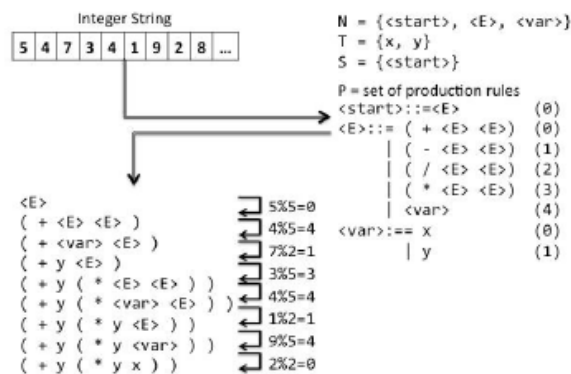 Integer String
5 4 7 3 4 1 9 2 8 ...
N = {<start>, <E>, <var>}
T = {x, y}
S = {<start>}
P = set of production rules
<start>::=<E> (0)
<E>::= ( + <E> <E>) (0)
| ( - <E> <E>) (1)
| ( / <E> <E>) (2)
| ( * <E> <E>) (3)
| <var> (4)
<var>:== x (0)
| y (1)
<E>
( + <E> <E> )
( + <var> <E> )
( + y <E> )
( + y ( * <E> <E> ) )
( + y ( * <var> <E> ) )
( + y ( * y <E> ) )
( + y ( * y <var> ) )
( + y ( * y x ) )
5%5=0
4%5=4
7%2=1
3%5=3
4%5=4
1%2=1
9%5=4
2%2=0